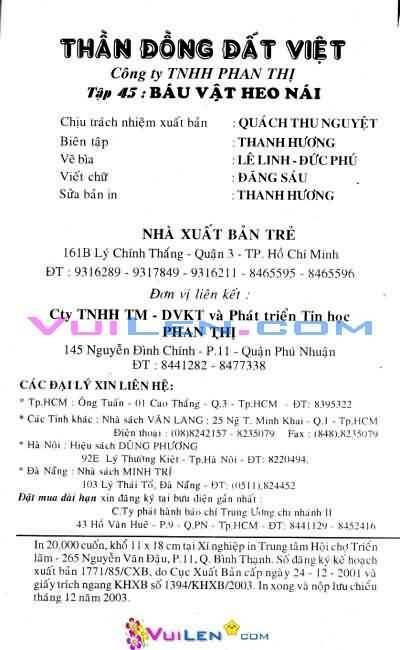 THẦN ĐỒNG ĐẤT VIỆT
Công ty TNHH PHAN THỊ
Tập 45 : BÁU VẬT HEO NÁI
Chịu trách nhiệm xuất bản : QUÁCH THU NGUYỆT
Biên tập : THANH HƯƠNG
Vẽ bìa : LÊ LINH - ĐỨC PHÚ
Viết chữ : ĐĂNG SÁU
Sửa bản in : THANH HƯƠNG
NHÀ XUẤT BẢN TRẺ
161B Lý Chính Thắng - Quận 3 - TP. Hồ Chí Minh
ĐT : 9316289 - 9317849 - 9316211 - 8465595 - 8465596
Đơn vị liên kết :
Cty TNHH TM - DVKT và Phát triển Tin học
VUILEN.COM
PHAN THỊ
145 Nguyễn Đình Chính - P.11 - Quận Phú Nhuận
ĐT : 8441282 - 8477338
CÁC ĐẠI LÝ XIN LIÊN HỆ:
* Tp.HCM : Ông Tuấn - 01 Cao Thắng - Q.3 - Tp.HCM - ĐT: 8395322
* Các Tỉnh khác : Nhà sách VĂN LANG : 25 Ng T. Minh Khai - Q.1 - Tp.HCM
Điện thoại : (08)8242157 - 8235079 Fax : (848).8235079
* Hà Nội : Hiệu sách DŨNG PHƯƠNG
92E Lý Thường Kiệt - Tp.Hà Nội - ĐT: 8220494.
* Đà Nẵng : Nhà sách MINH TRÍ
103 Lý Thái Tổ, Đà Nẵng - ĐT: (0511).824452
Đặt mua dài hạn xin đăng ký tại bưu điện gần nhất :
C.Ty phát hành báo chí Trung Ương chi nhánh II
43 Hồ Văn Huê - P.9 - Q.PN - Tp.HCM - ĐT: 8441129 - 8452416
In 20.000 cuốn, khổ 11 x 18 cm tại Xí nghiệp in Trung tâm Hội chợ Triển
lãm - 265 Nguyễn Văn Đậu, P.11, Q. Bình Thạnh. Số đăng ký kế hoạch
xuất bản 1771/85/CXB, do Cục Xuất Bản cấp ngày 24 - 12 - 2001 và
giấy trích ngang KHXB số 1394/KHXB/2003. In xong và nộp lưu chiểu
tháng 12 năm 2003.
VUILEN.COM